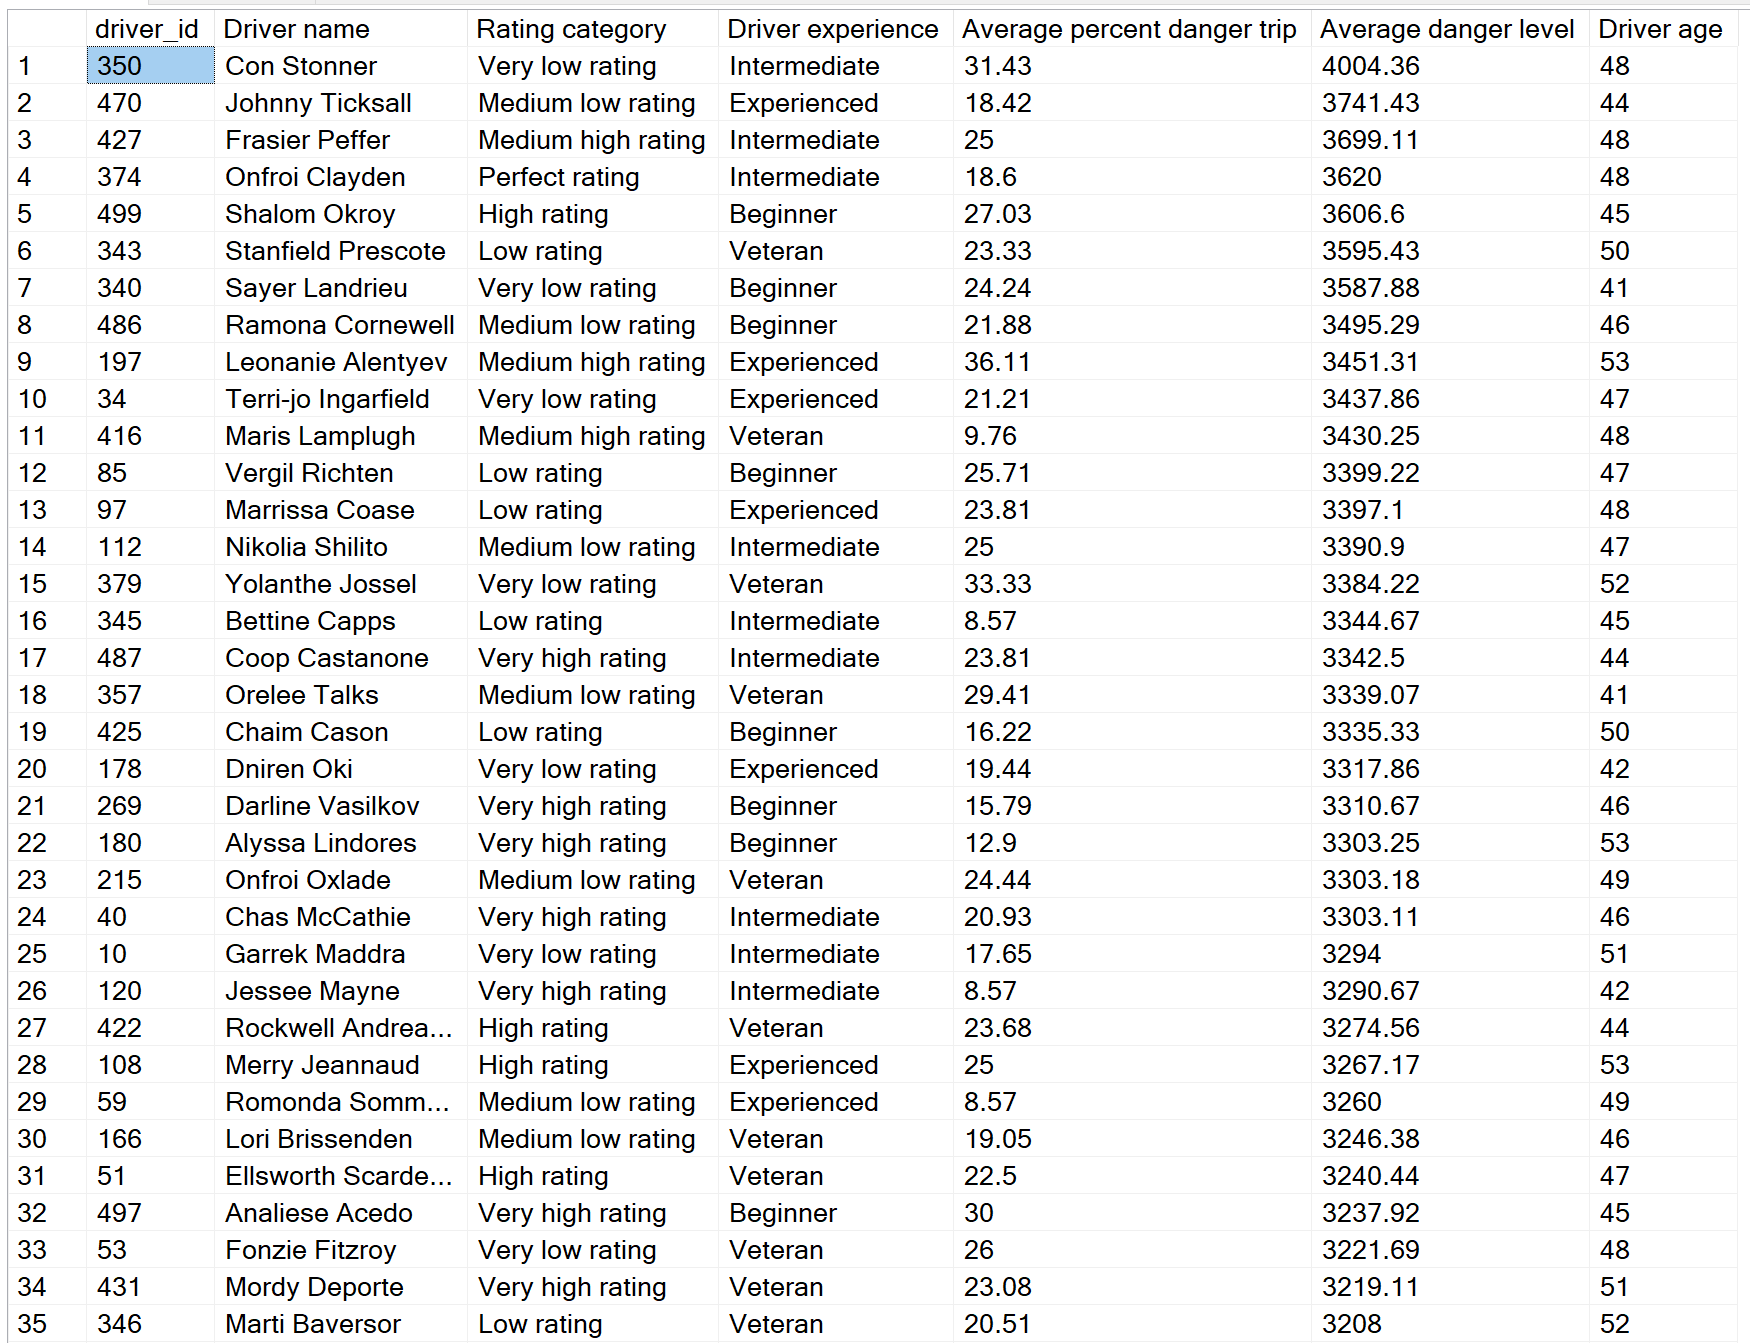 driver_id Driver name Rating category Driver experience Average percent danger trip Average danger level Driver age
1 350 Con Stonner Very low rating Intermediate 31.43 4004.36 48
2 470 Johnny Ticksall Medium low rating Experienced 18.42 3741.43 44
3 427 Frasier Peffer Medium high rating Intermediate 25 3699.11 48
4 374 Onfroi Clayden Perfect rating Intermediate 18.6 3620 48
5 499 Shalom Okroy High rating Beginner 27.03 3606.6 45
6 343 Stanfield Prescote Low rating Veteran 23.33 3595.43 50
7 340 Sayer Landrieu Very low rating Beginner 24.24 3587.88 41
8 486 Ramona Cornewell Medium low rating Beginner 21.88 3495.29 46
9 197 Leonanie Alentyev Medium high rating Experienced 36.11 3451.31 53
10 34 Terri-jo Ingarfield Very low rating Experienced 21.21 3437.86 47
11 416 Maris Lamplugh Medium high rating Veteran 9.76 3430.25 48
12 85 Vergil Richten Low rating Beginner 25.71 3399.22 47
13 97 Marrissa Coase Low rating Experienced 23.81 3397.1 48
14 112 Nikolia Shilito Medium low rating Intermediate 25 3390.9 47
15 379 Yolanthe Jossel Very low rating Veteran 33.33 3384.22 52
16 345 Bettine Capps Low rating Intermediate 8.57 3344.67 45
17 487 Coop Castanone Very high rating Intermediate 23.81 3342.5 44
18 357 Orelee Talks Medium low rating Veteran 29.41 3339.07 41
19 425 Chaim Cason Low rating Beginner 16.22 3335.33 50
20 178 Dniren Oki Very low rating Experienced 19.44 3317.86 42
21 269 Darline Vasilkov Very high rating Beginner 15.79 3310.67 46
22 180 Alyssa Lindores Very high rating Beginner 12.9 3303.25 53
23 215 Onfroi Oxlade Medium low rating Veteran 24.44 3303.18 49
24 40 Chas McCathie Very high rating Intermediate 20.93 3303.11 46
25 10 Garrek Maddra Very low rating Intermediate 17.65 3294 51
26 120 Jessee Mayne Very high rating Intermediate 8.57 3290.67 42
27 422 Rockwell Andrea... High rating Veteran 23.68 3274.56 44
28 108 Merry Jeannaud High rating Experienced 25 3267.17 53
29 59 Romonda Somm... Medium low rating Experienced 8.57 3260 49
30 166 Lori Brissenden Medium low rating Veteran 19.05 3246.38 46
31 51 Ellsworth Scarde... High rating Veteran 22.5 3240.44 47
32 497 Analiese Acedo Very high rating Beginner 30 3237.92 45
33 53 Fonzie Fitzroy Very low rating Veteran 26 3221.69 48
34 431 Mordy Deporte Very high rating Veteran 23.08 3219.11 51
35 346 Marti Baversor Low rating Veteran 20.51 3208 52